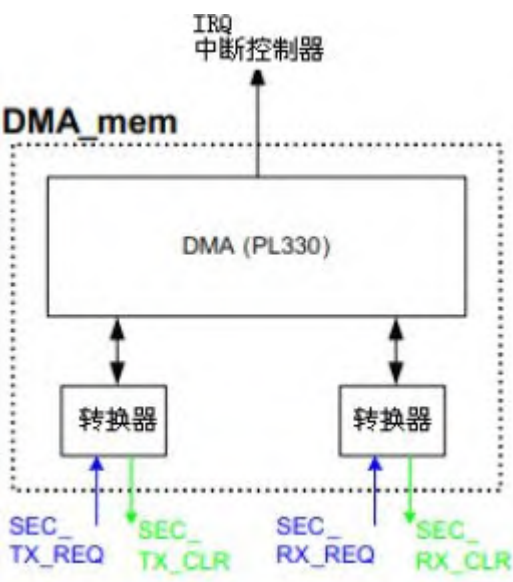 IRQ
中断控制器
DMA_mem
DMA (PL330)
转换器 转换器
SEC_ SEC_ SEC_ SEC_
TX_REQ TX_CLR RX_REQ RX_CLR